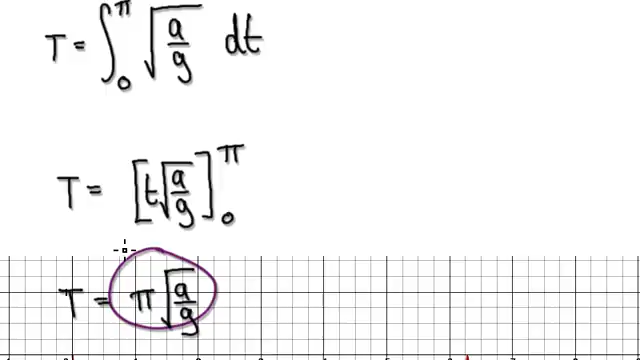 T = ∫₀^π √(a/g) dt
T = [t√(a/g)]₀^π
T = π√(a/g)